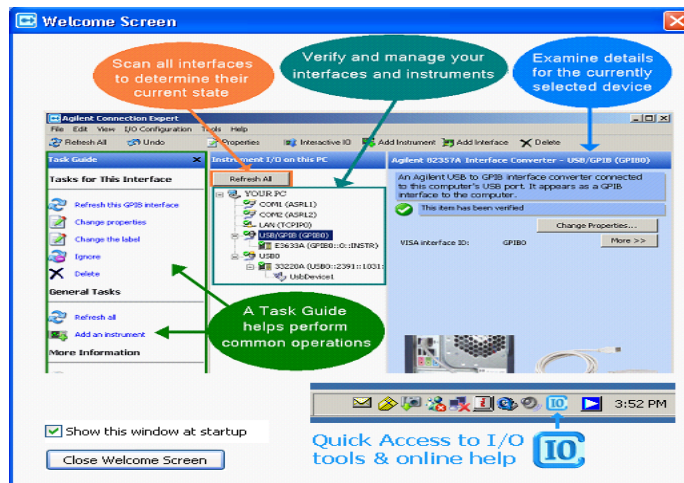 Welcome Screen
Scan all interfaces
to determine their
current state
Verify and manage your
interfaces and instruments
Examine details
for the currently
selected device
Agilent Connection Expert
File Edit View I/O Configuration Tools Help
Refresh All Undo Properties Interactive IO Add Instrument Add Interface Delete
Task Guide
Tasks for This Interface
Refresh this GPIB interface
Change properties
Change the label
Ignore
Delete
General Tasks
Refresh all
Add an instrument
More Information
Instrument I/O on this PC
Refresh All
YOUR PC
COM1 (ASRL1)
COM2 (ASRL2)
LAN (TCPIP0)
USB/GPIB (GPIB0)
E3633A (GPIB0::0::INSTR)
USB0
33220A (USB0::2391::1031:
UsbDevice1
Agilent 82357A Interface Converter - USB/GPIB (GPIB0)
An Agilent USB to GPIB interface converter connected
to this computer's USB port. It appears as a GPIB
interface to the computer.
This item has been verified
Change Properties...
VISA interface ID: GPIB0
More >>
A Task Guide
helps perform
common operations
IO 3:52 PM
Show this window at startup
Close Welcome Screen
Quick Access to I/O
tools & online help
IO